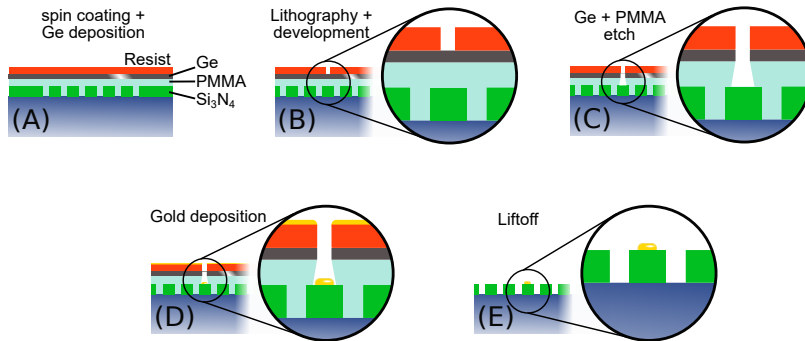 spin coating +
Ge deposition
Resist
Ge
PMMA
Si₃N₄
(A)
Lithography +
development
(B)
Ge + PMMA
etch
(C)
Gold deposition
(D)
Liftoff
(E)